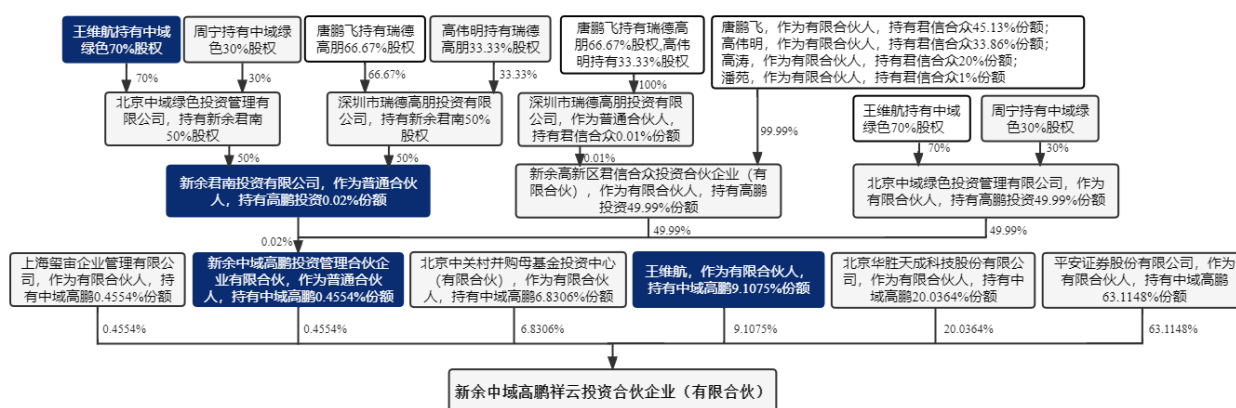 王维航持有中域
绿色70%股权
周宁持有中域绿
色30%股权
唐鹏飞持有瑞德
高朋66.67%股权
高伟明持有瑞德
高朋33.33%股权
唐鹏飞持有瑞德高
朋66.67%股权,高伟
明持有33.33%股权
唐鹏飞，作为有限合伙人，持有君信合众45.13%份额；
高伟明，作为有限合伙人，持有君信合众33.86%份额；
高涛，作为有限合伙人，持有君信合众20%份额；
潘苑，作为有限合伙人，持有君信合众1%份额
70%
30%
66.67%
33.33%
100%
99.99%
北京中域绿色投资管理有
限公司，持有新余君南
50%股权
深圳市瑞德高朋投资有限
公司，持有新余君南50%
股权
深圳市瑞德高朋投资有限
公司，作为普通合伙人，
持有君信合众0.01%份额
王维航持有中域
绿色70%股权
周宁持有中域绿
色30%股权
50%
50%
0.01%
70%
30%
新余君南投资有限公司，作为普通合伙
人，持有高鹏投资0.02%份额
新余高新区君信合众投资合伙企业（有
限合伙），作为有限合伙人，持有高鹏
投资49.99%份额
北京中域绿色投资管理有限公司，作为
有限合伙人，持有高鹏投资49.99%份额
0.02%
49.99%
49.99%
上海玺宙企业管理有限公
司，作为有限合伙人，持
有中域高鹏0.4554%份额
新余中域高鹏投资管理合伙企
业有限合伙，作为普通合伙
人，持有中域高鹏0.4554%份额
北京中关村并购母基金投资中心
（有限合伙），作为有限合伙
人，持有中域高鹏6.8306%份额
王维航，作为有限合伙人，
持有中域高鹏9.1075%份额
北京华胜天成科技股份有限公
司，作为有限合伙人，持有中
域高鹏20.0364%份额
平安证券股份有限公司，作为
有限合伙人，持有中域高鹏
63.1148%份额
0.4554%
0.4554%
6.8306%
9.1075%
20.0364%
63.1148%
新余中域高鹏祥云投资合伙企业（有限合伙）